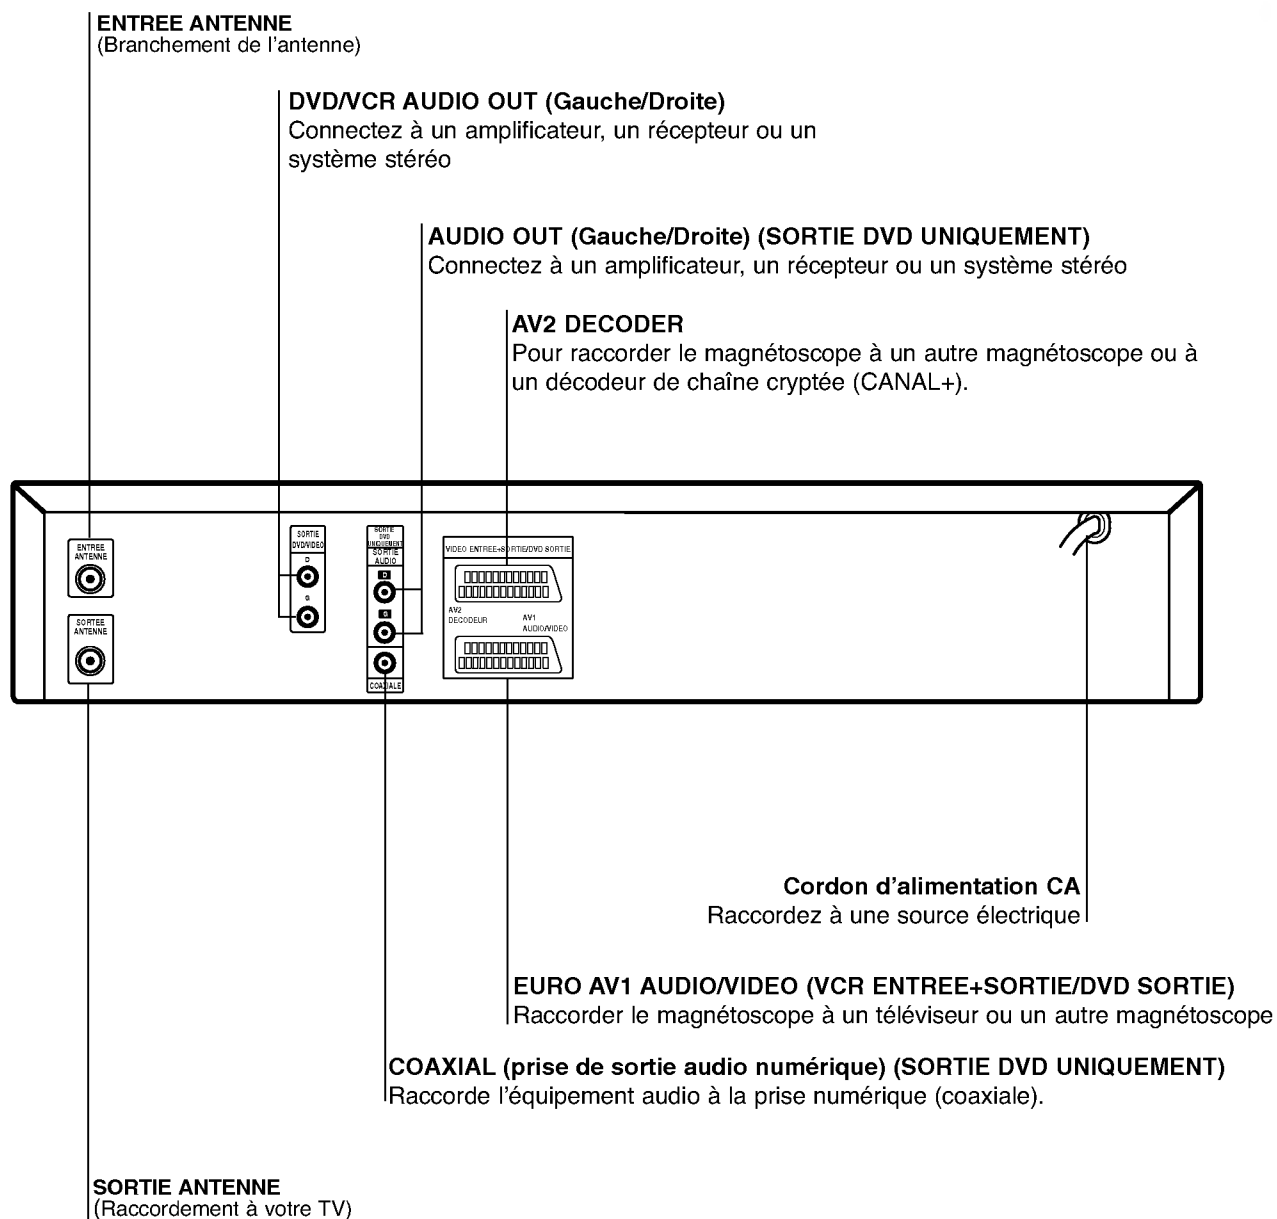 ENTREE ANTENNE
(Branchement de l'antenne)
DVD/VCR AUDIO OUT (Gauche/Droite)
Connectez à un amplificateur, un récepteur ou un
système stéréo
AUDIO OUT (Gauche/Droite) (SORTIE DVD UNIQUEMENT)
Connectez à un amplificateur, un récepteur ou un système stéréo
AV2 DECODER
Pour raccorder le magnétoscope à un autre magnétoscope ou à
un décodeur de chaîne cryptée (CANAL+).
ENTREE
ANTENNE
SORTEE
ANTENNE
SORTIE
DVD/VIDEO
D
G
SORTIE
DVD
UNIQUEMENT
SORTIE
AUDIO
D
G
COAXIALE
VIDEO ENTREE+SORTIE/DVD SORTIE
AV2
DECODEUR
AV1
AUDIO/VIDEO
Cordon d'alimentation CA
Raccordez à une source électrique
EURO AV1 AUDIO/VIDEO (VCR ENTREE+SORTIE/DVD SORTIE)
Raccorder le magnétoscope à un téléviseur ou un autre magnétoscope
COAXIAL (prise de sortie audio numérique) (SORTIE DVD UNIQUEMENT)
Raccorde l'équipement audio à la prise numérique (coaxiale).
SORTIE ANTENNE
(Raccordement à votre TV)